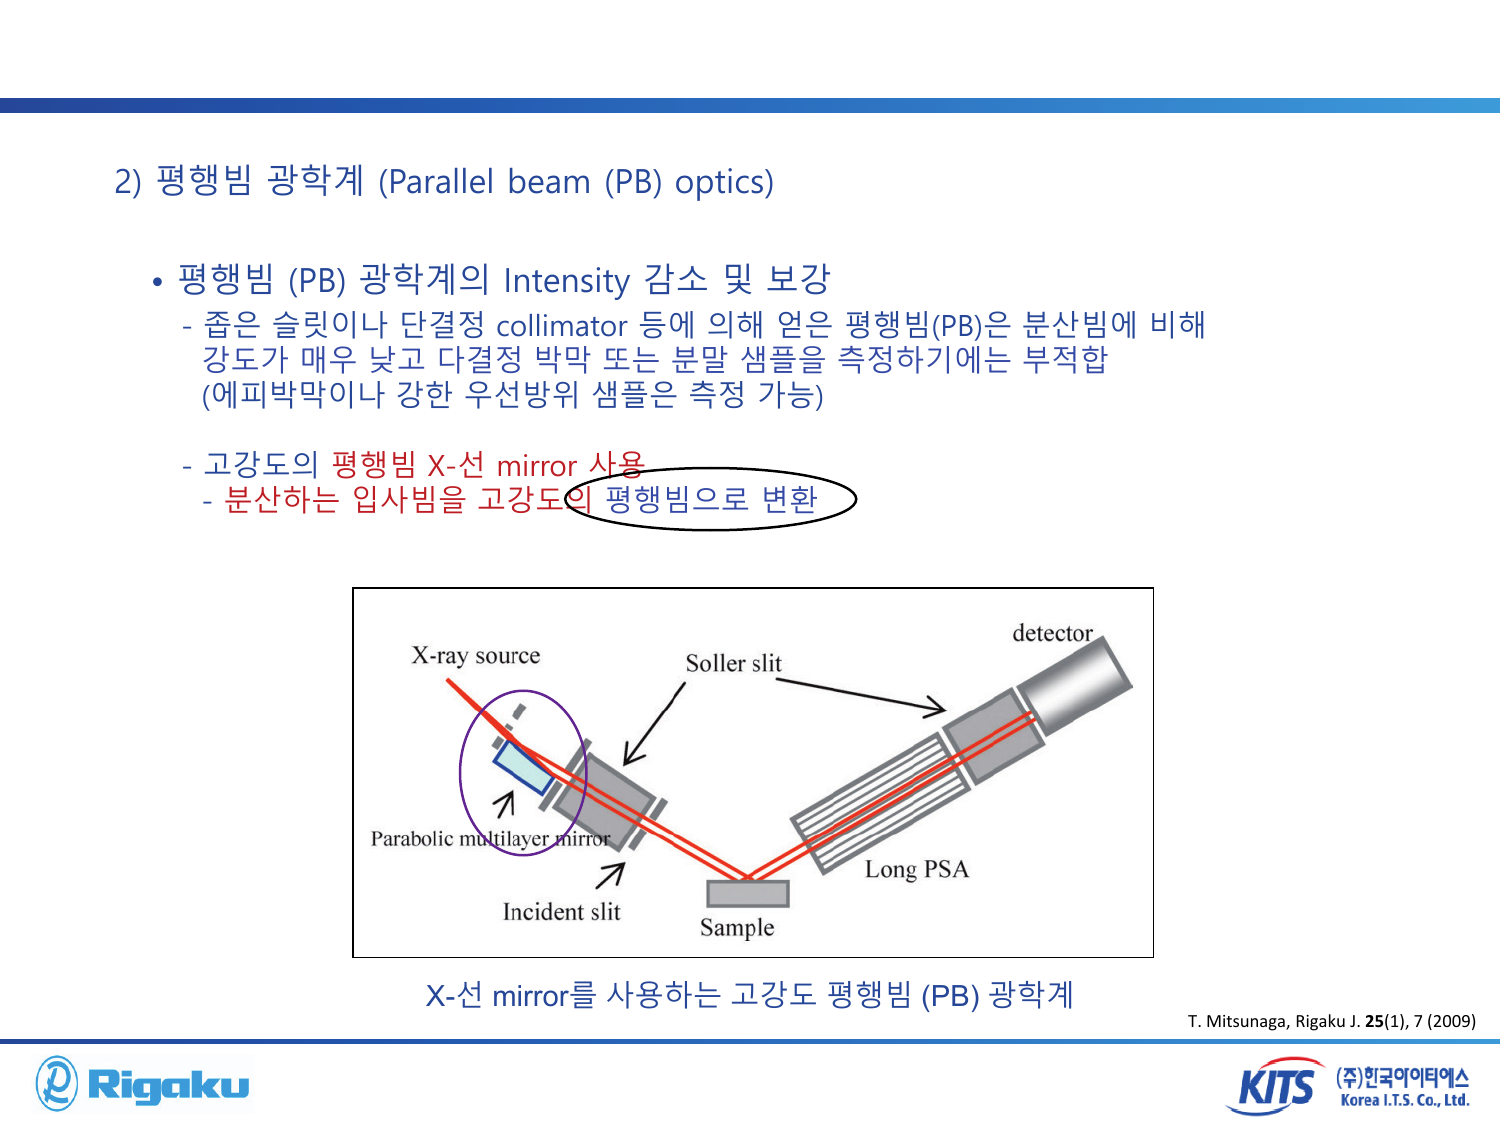 2) 평행빔 광학계 (Parallel beam (PB) optics)
• 평행빔 (PB) 광학계의 Intensity 감소 및 보강
- 좁은 슬릿이나 단결정 collimator 등에 의해 얻은 평행빔(PB)은 분산빔에 비해
강도가 매우 낮고 다결정 박막 또는 분말 샘플을 측정하기에는 부적합
(에피박막이나 강한 우선방위 샘플은 측정 가능)
- 고강도의 평행빔 X-선 mirror 사용
- 분산하는 입사빔을 고강도의 평행빔으로 변환
detector
X-ray source
Soller slit
Parabolic multilayer mirror
Long PSA
Incident slit
Sample
X-선 mirror를 사용하는 고강도 평행빔 (PB) 광학계
T. Mitsunaga, Rigaku J. 25(1), 7 (2009)
Rigaku
KITS
(주)한국아이티에스
Korea I.T.S. Co., Ltd.